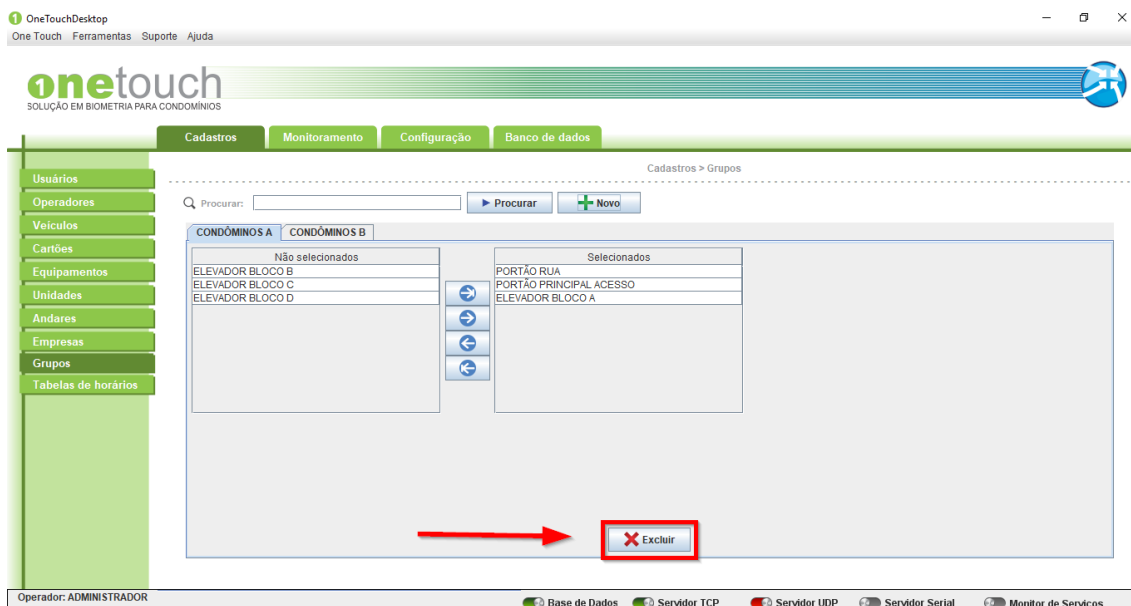 OneTouchDesktop
One Touch Ferramentas Suporte Ajuda
onetouch
SOLUÇÃO EM BIOMETRIA PARA CONDOMÍNIOS
Cadastros Monitoramento Configuração Banco de dados
Cadastros > Grupos
Usuários
Operadores
Veículos
Cartões
Equipamentos
Unidades
Andares
Empresas
Grupos
Tabelas de horários
Procurar: Procurar Novo
CONDÔMINOS A CONDÔMINOS B
Não selecionados Selecionados
ELEVADOR BLOCO B PORTÃO RUA
ELEVADOR BLOCO C PORTÃO PRINCIPAL ACESSO
ELEVADOR BLOCO D ELEVADOR BLOCO A
Excluir
Operador: ADMINISTRADOR
Base de Dados Servidor TCP Servidor UDP Servidor Serial Monitor de Serviços